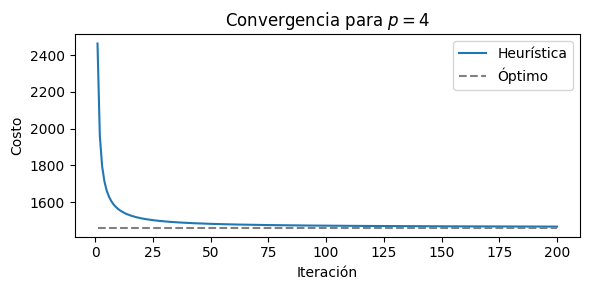 Convergencia para p = 4
Costo
2400
2200
2000
1800
1600
Heurística
Óptimo
0 25 50 75 100 125 150 175 200
Iteración